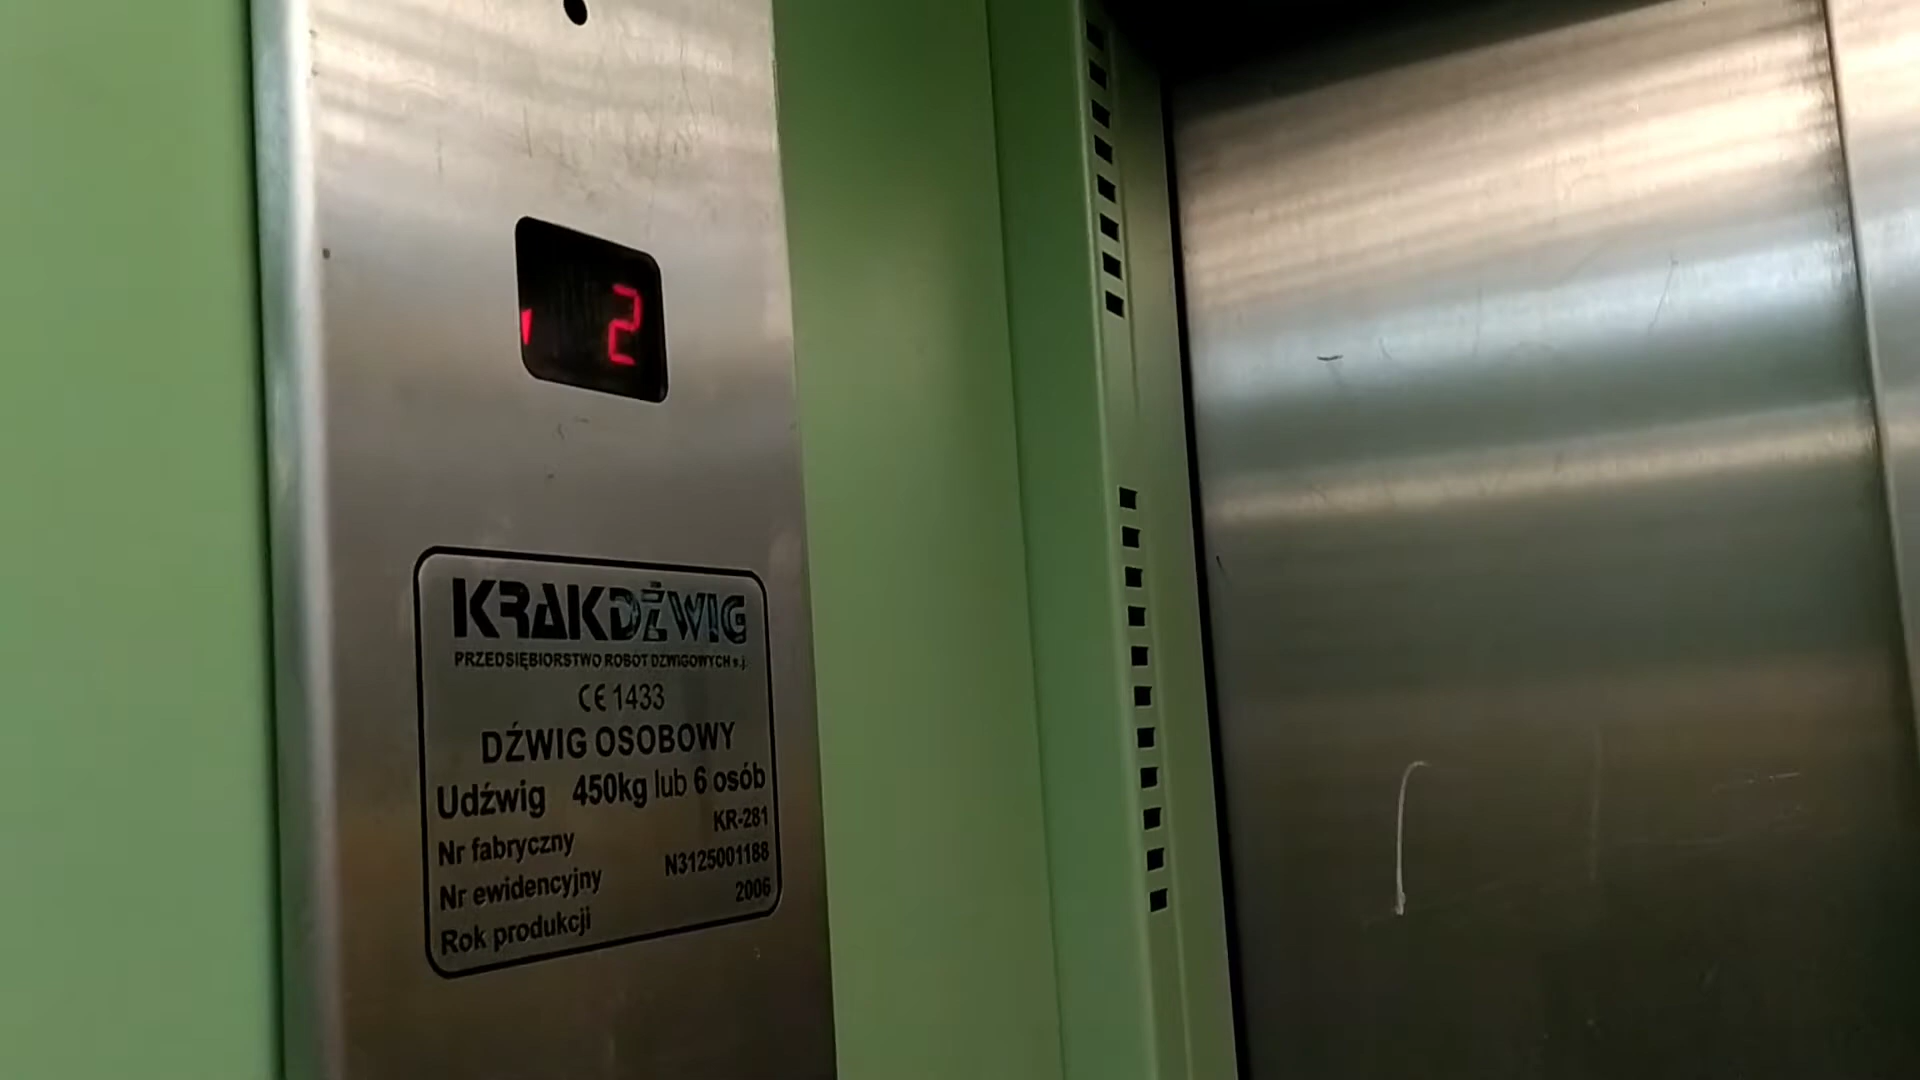 2
KRAKDŹWIG
PRZEDSIĘBIORSTWO ROBOT DŹWIGOWYCH s.j.
CE 1433
DŹWIG OSOBOWY
Udźwig 450kg lub 6 osób
Nr fabryczny KR-281
Nr ewidencyjny N3125001188
Rok produkcji 2006